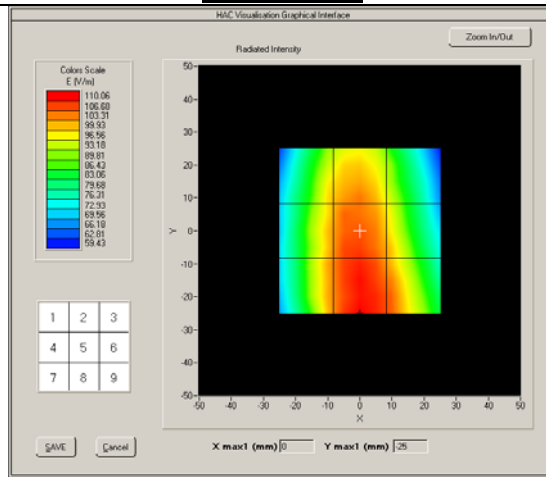 HAC Visualisation Graphical Interface
Zoom In/Out
Radiated Intensity
Colors Scale
E (V/m)
110.06
106.68
103.31
99.93
96.56
93.18
89.81
86.43
83.06
79.68
76.31
72.93
69.56
66.18
62.81
59.43
50
40
30
20
10
Y 0
-10
-20
-30
-40
-50
-50 -40 -30 -20 -10 0 10 20 30 40 50
X
1 2 3
4 5 6
7 8 9
SAVE Cancel X max1 (mm) 0 Y max1 (mm) -25